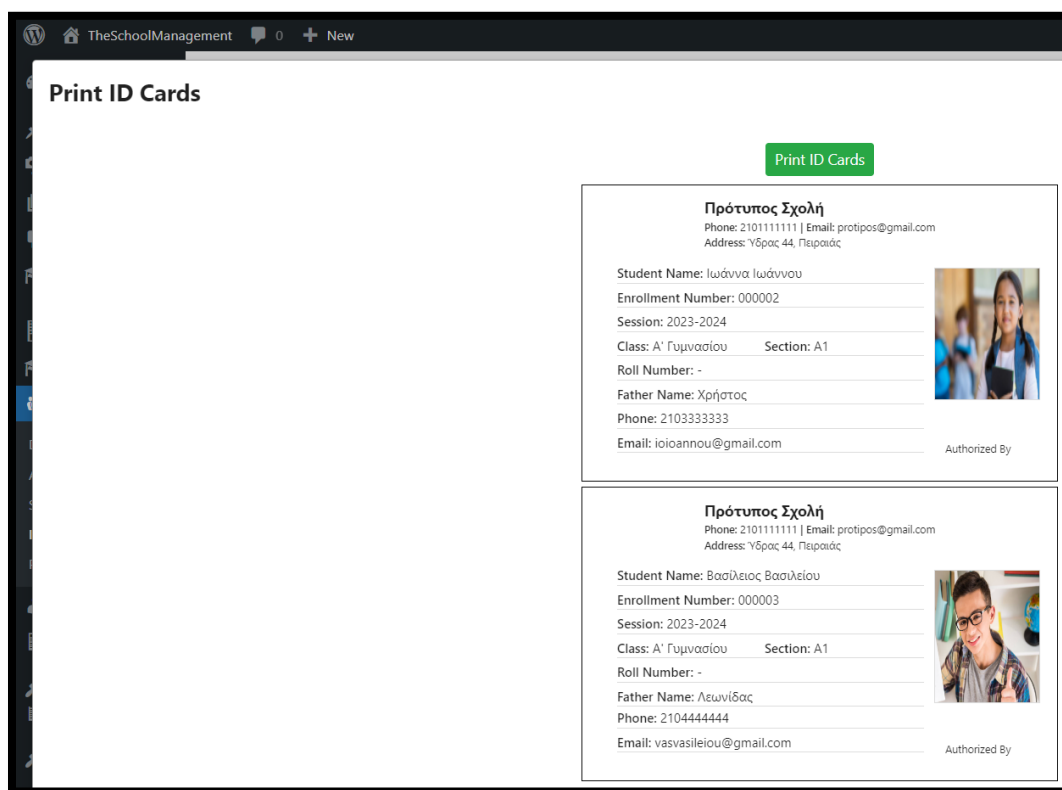 TheSchoolManagement 0 New
Print ID Cards
Print ID Cards
Πρότυπος Σχολή
Phone: 2101111111 | Email: protipos@gmail.com
Address: Ύδρας 44, Πειραιάς
Student Name: Ιωάννα Ιωάννου
Enrollment Number: 000002
Session: 2023-2024
Class: Α' Γυμνασίου Section: A1
Roll Number: -
Father Name: Χρήστος
Phone: 2103333333
Email: ioioannou@gmail.com
Authorized By
Πρότυπος Σχολή
Phone: 2101111111 | Email: protipos@gmail.com
Address: Ύδρας 44, Πειραιάς
Student Name: Βασίλειος Βασιλείου
Enrollment Number: 000003
Session: 2023-2024
Class: Α' Γυμνασίου Section: A1
Roll Number: -
Father Name: Λεωνίδας
Phone: 2104444444
Email: vasvasileiou@gmail.com
Authorized By